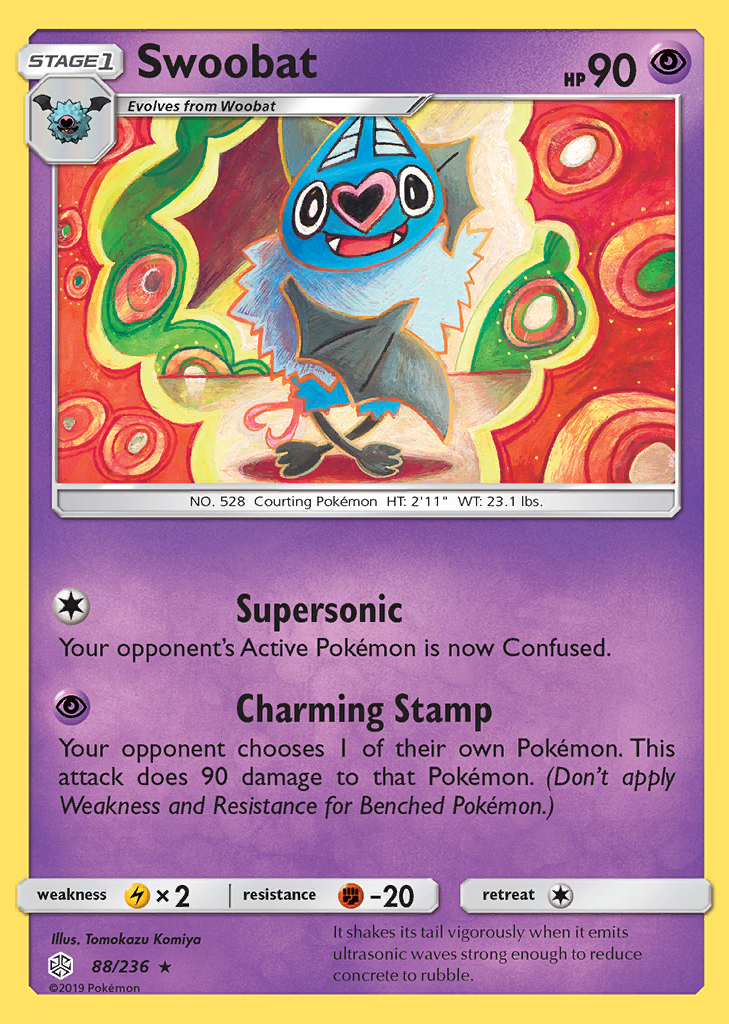 STAGE 1
Swoobat
HP 90
Evolves from Woobat
NO. 528 Courting Pokémon HT: 2'11" WT: 23.1 lbs.
Supersonic
Your opponent's Active Pokémon is now Confused.
Charming Stamp
Your opponent chooses 1 of their own Pokémon. This
attack does 90 damage to that Pokémon. (Don't apply
Weakness and Resistance for Benched Pokémon.)
weakness ×2 resistance -20 retreat
Illus. Tomokazu Komiya
88/236 ★
©2019 Pokémon
It shakes its tail vigorously when it emits
ultrasonic waves strong enough to reduce
concrete to rubble.